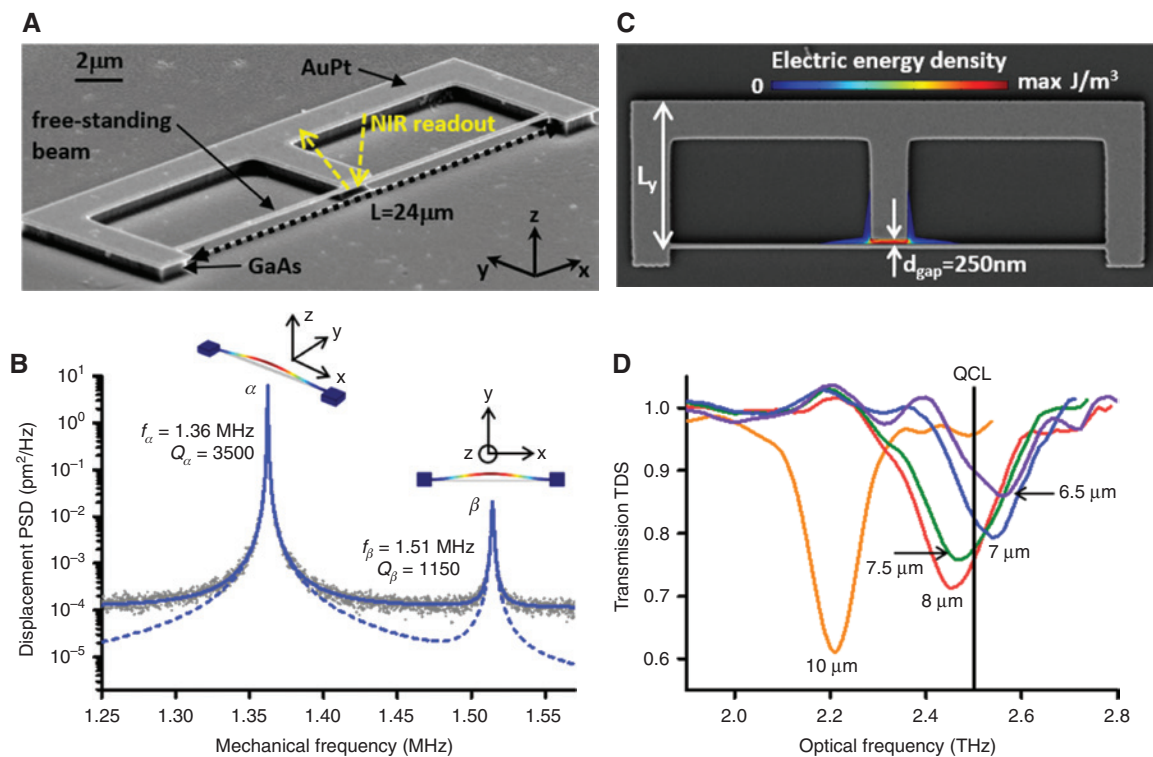 A
2μm
AuPt
free-standing
beam
NIR readout
L=24μm
GaAs
z
y
x
C
Electric energy density
0
max J/m³
Ly
dgap=250nm
B
z
y
x
α
fα = 1.36 MHz
Qα = 3500
y
z
x
β
fβ = 1.51 MHz
Qβ = 1150
Displacement PSD (pm²/Hz)
10¹
10⁰
10⁻¹
10⁻²
10⁻³
10⁻⁴
10⁻⁵
1.25
1.30
1.35
1.40
1.45
1.50
1.55
Mechanical frequency (MHz)
D
QCL
Transmission TDS
1.0
0.9
0.8
0.7
0.6
6.5 μm
7 μm
7.5 μm
8 μm
10 μm
2.0
2.2
2.4
2.6
2.8
Optical frequency (THz)